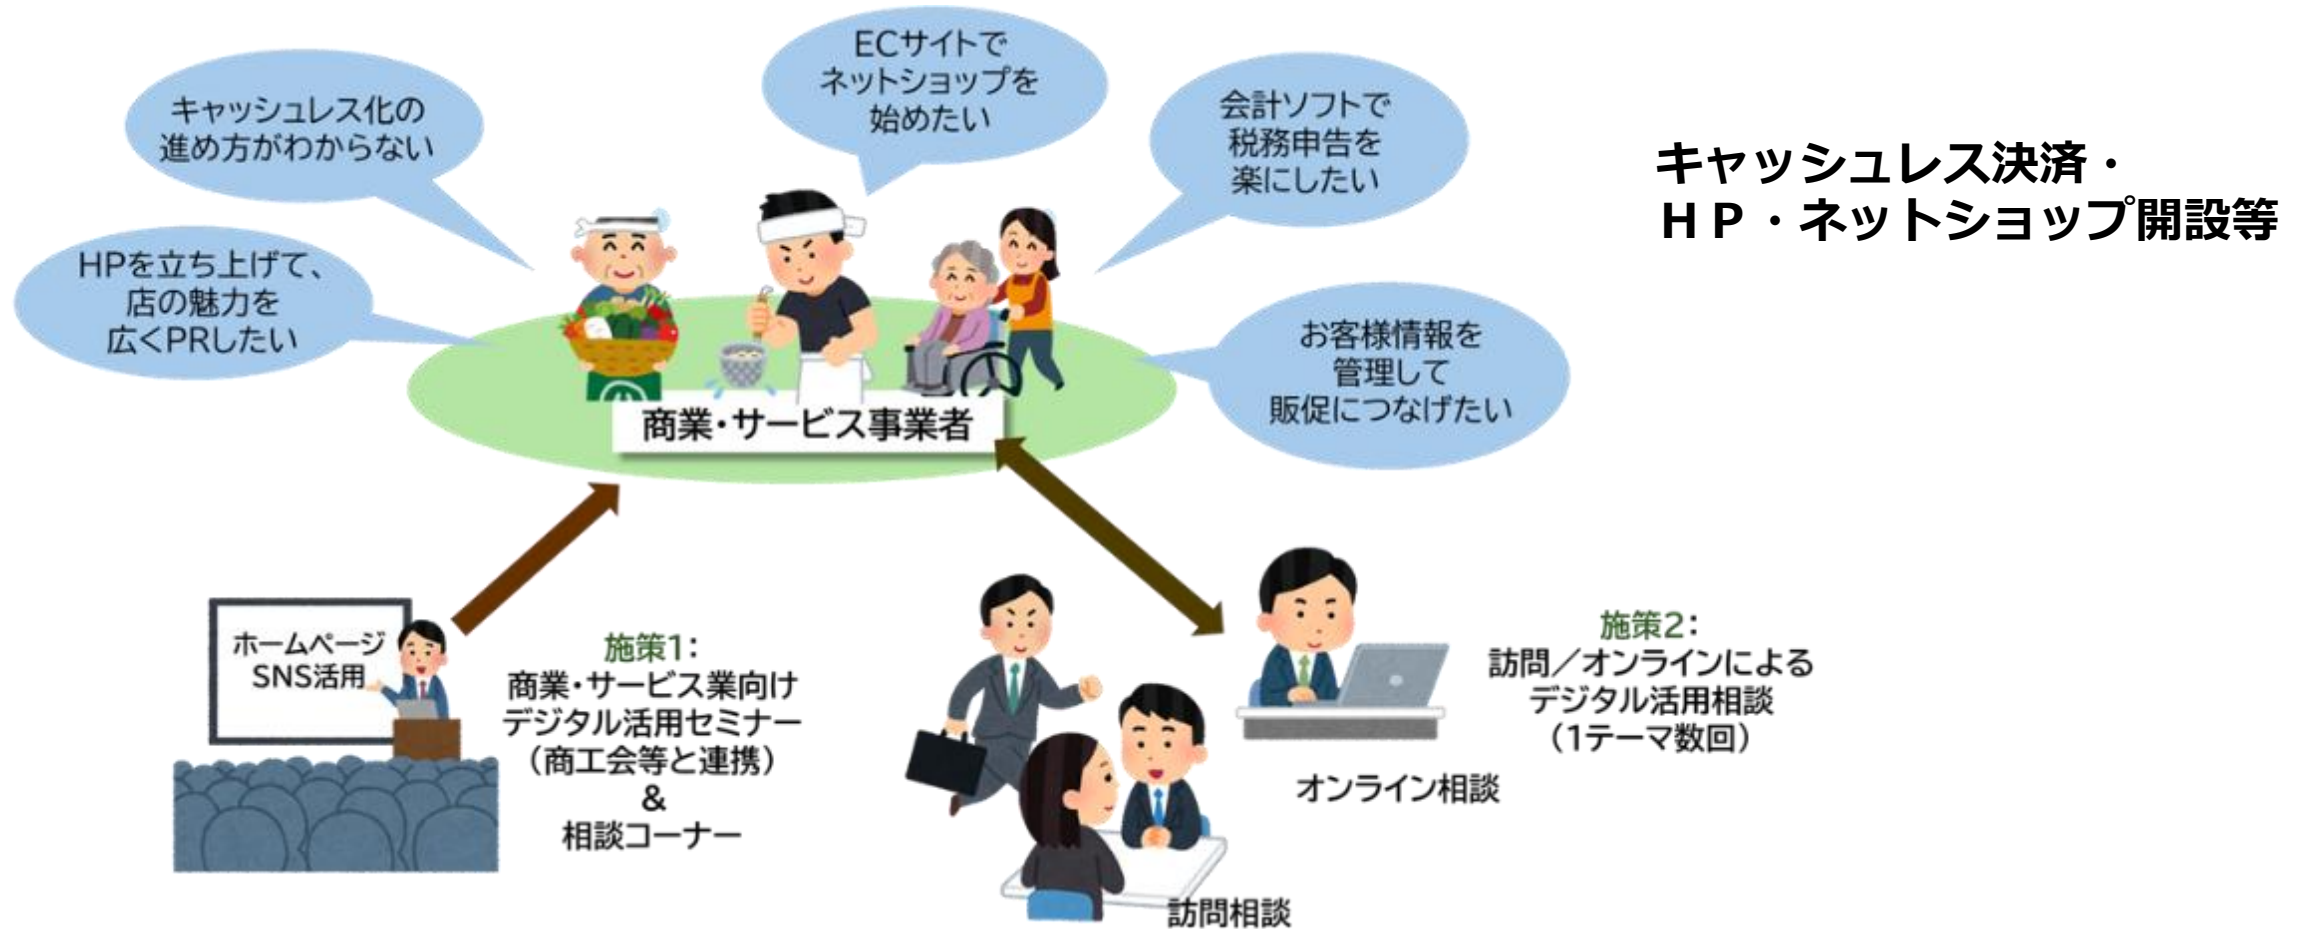 ECサイトで
ネットショップを
始めたい
キャッシュレス化の
進め方がわからない
会計ソフトで
税務申告を
楽にしたい
キャッシュレス決済・
ＨＰ・ネットショップ開設等
HPを立ち上げて、
店の魅力を
広くPRしたい
お客様情報を
管理して
販促につなげたい
商業・サービス事業者
ホームページ
SNS活用
施策1：
商業・サービス業向け
デジタル活用セミナー
（商工会等と連携）
&
相談コーナー
施策2：
訪問／オンラインによる
デジタル活用相談
（1テーマ数回）
オンライン相談
訪問相談